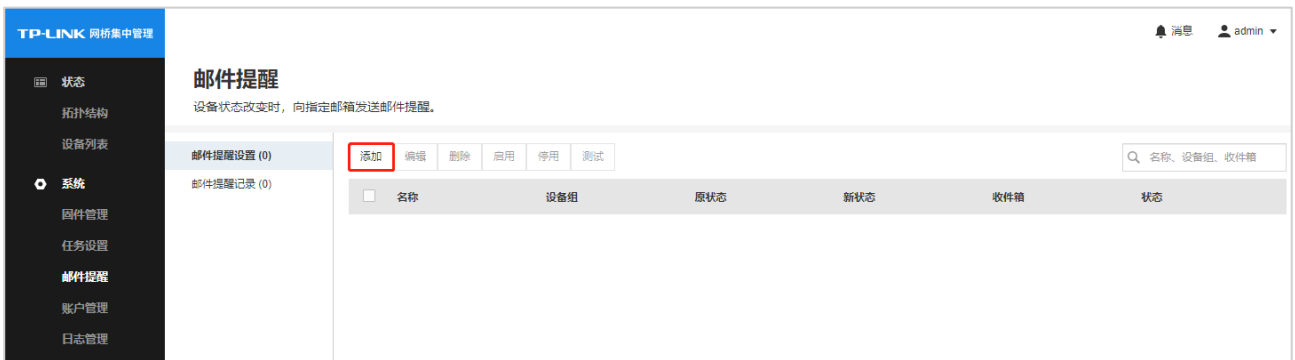 TP-LINK 网桥集中管理
消息 admin
状态
拓扑结构
设备列表
系统
固件管理
任务设置
邮件提醒
账户管理
日志管理
邮件提醒
设备状态改变时，向指定邮箱发送邮件提醒。
邮件提醒设置 (0)
邮件提醒记录 (0)
添加 编辑 删除 启用 停用 测试
名称、设备组、收件箱
名称 设备组 原状态 新状态 收件箱 状态